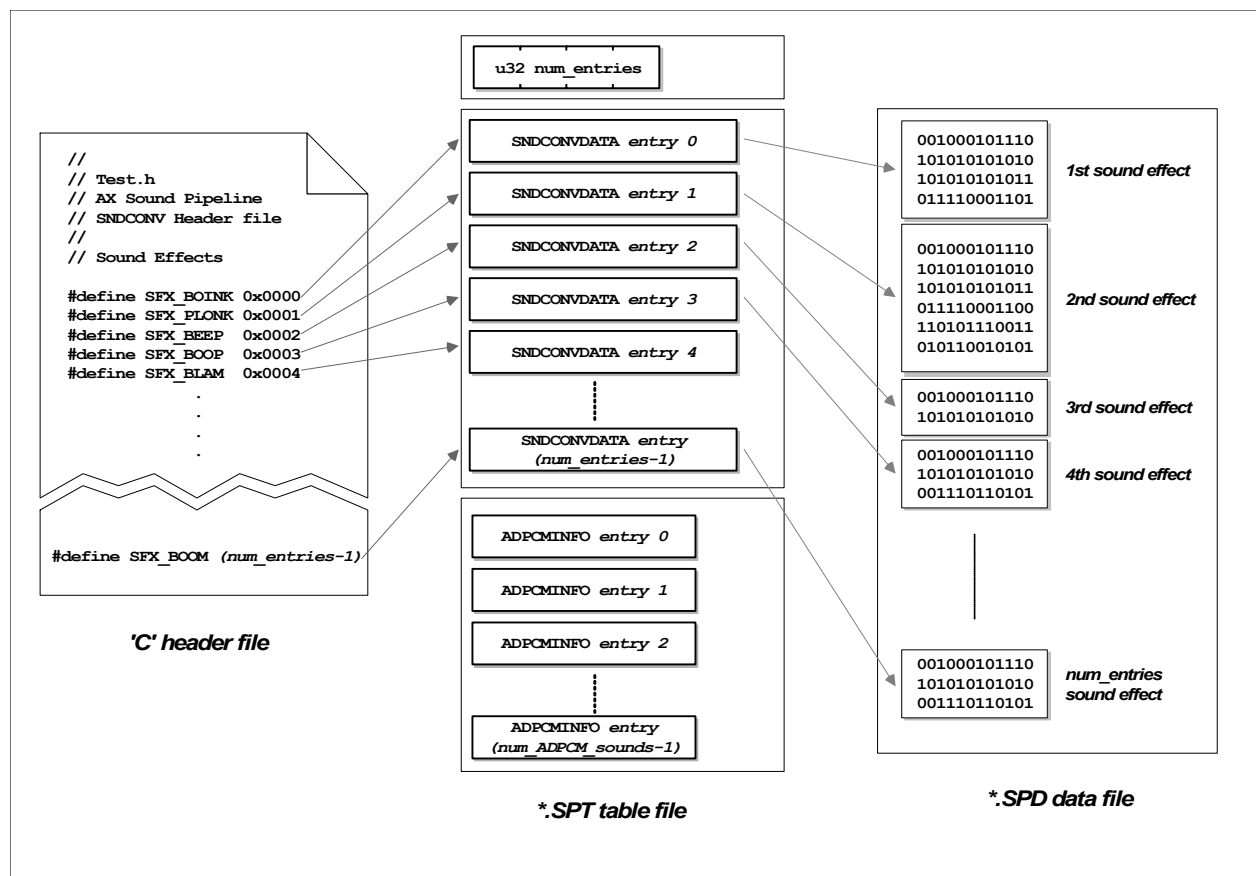 //
// Test.h
// AX Sound Pipeline
// SNDCONV Header file
//
// Sound Effects
#define SFX_BOINK 0x0000
#define SFX_PLONK 0x0001
#define SFX_BEEP 0x0002
#define SFX_BOOP 0x0003
#define SFX_BLAM 0x0004
.
.
.
.
#define SFX_BOOM (num_entries-1)
'C' header file
u32 num_entries
SNDCONVDATA entry 0
SNDCONVDATA entry 1
SNDCONVDATA entry 2
SNDCONVDATA entry 3
SNDCONVDATA entry 4
SNDCONVDATA entry
(num_entries-1)
ADPCMINFO entry 0
ADPCMINFO entry 1
ADPCMINFO entry 2
ADPCMINFO entry
(num_ADPCM_sounds-1)
*.SPT table file
001000101110
101010101010
101010101011
011110001101
1st sound effect
001000101110
101010101010
101010101011
011110001100
110101110011
010110010101
2nd sound effect
001000101110
101010101010
3rd sound effect
001000101110
101010101010
001110110101
4th sound effect
001000101110
101010101010
001110110101
num_entries
sound effect
*.SPD data file